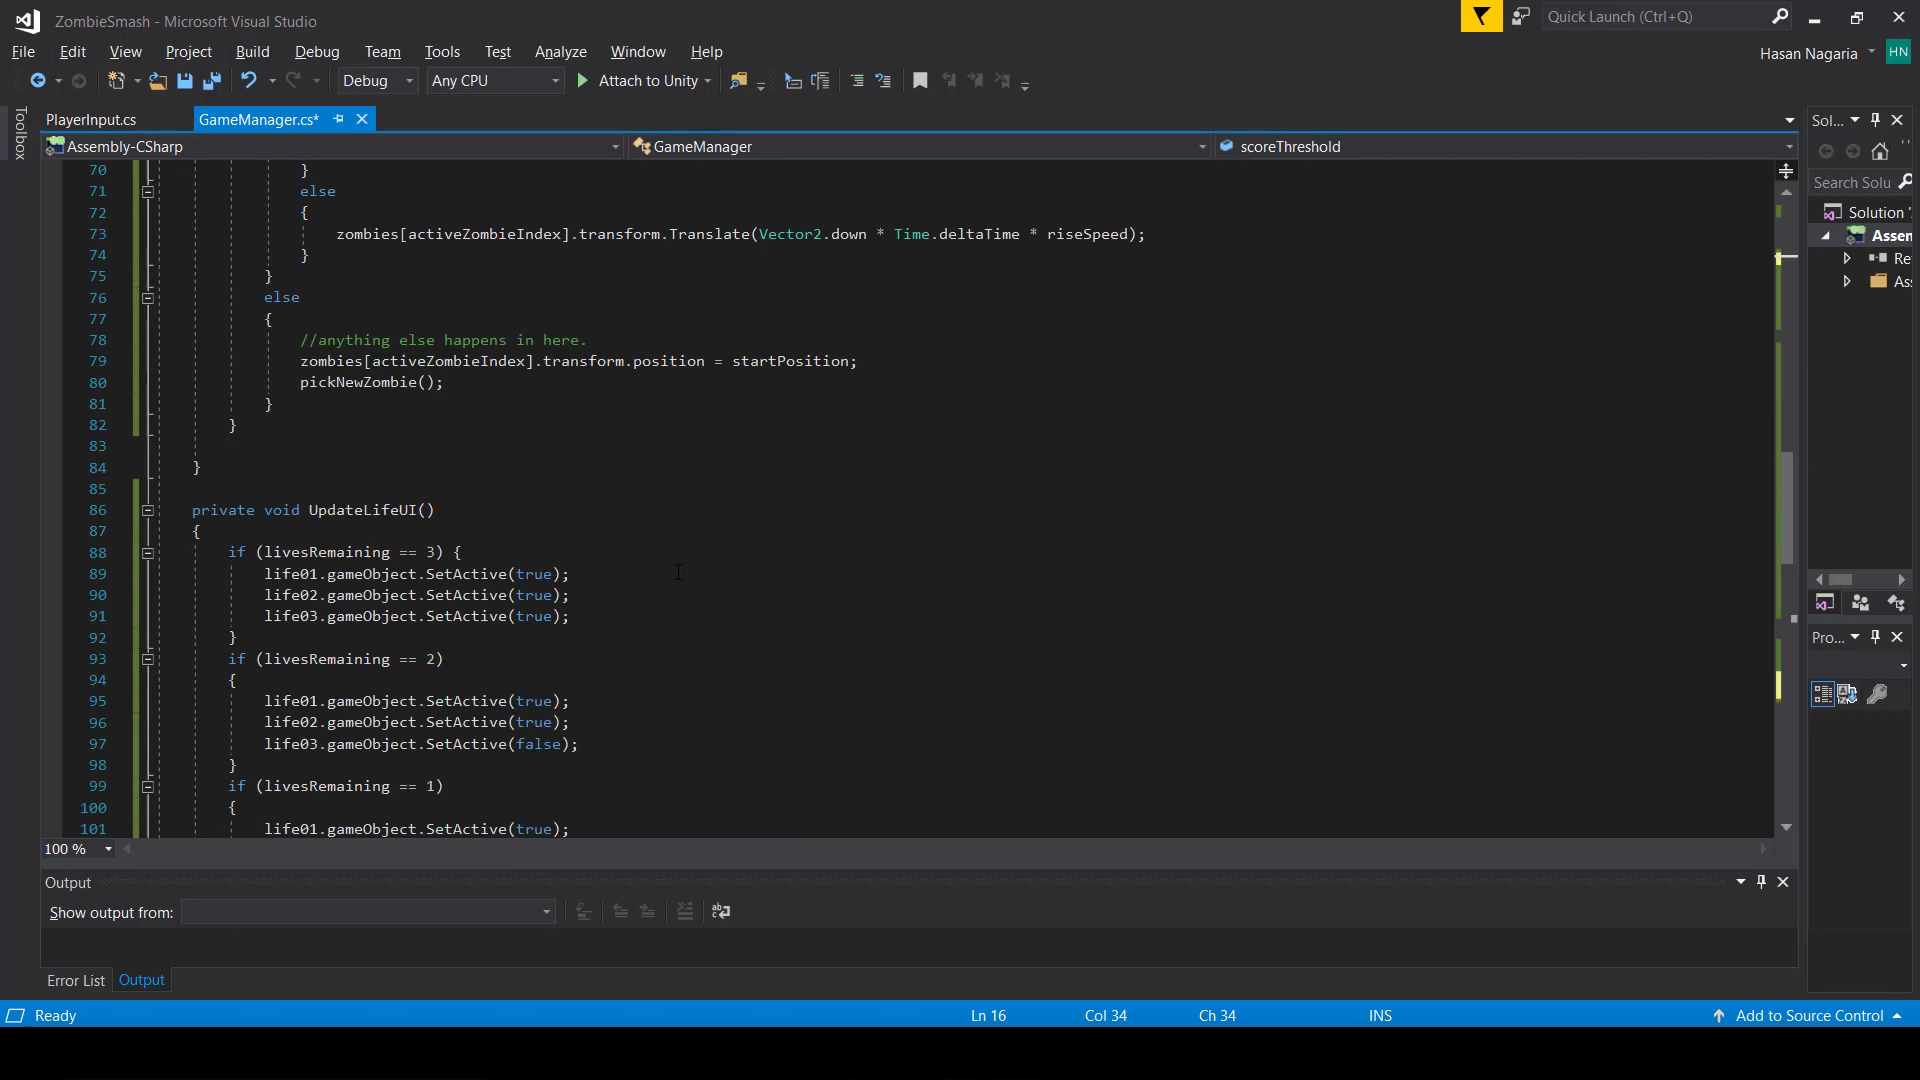 ZombieSmash - Microsoft Visual Studio
Quick Launch (Ctrl+Q)
File Edit View Project Build Debug Team Tools Test Analyze Window Help
Hasan Nagaria HN
Debug Any CPU Attach to Unity
Toolbox
PlayerInput.cs GameManager.cs*
Sol...
Assembly-CSharp GameManager scoreThreshold
Search Solu
70 }
71 else
72 {
73 zombies[activeZombieIndex].transform.Translate(Vector2.down * Time.deltaTime * riseSpeed);
74 }
75 }
76 else
77 {
78 //anything else happens in here.
79 zombies[activeZombieIndex].transform.position = startPosition;
80 pickNewZombie();
81 }
82 }
83
84 }
85
86 private void UpdateLifeUI()
87 {
88 if (livesRemaining == 3) {
89 life01.gameObject.SetActive(true);
90 life02.gameObject.SetActive(true);
91 life03.gameObject.SetActive(true);
92 }
93 if (livesRemaining == 2)
94 {
95 life01.gameObject.SetActive(true);
96 life02.gameObject.SetActive(true);
97 life03.gameObject.SetActive(false);
98 }
99 if (livesRemaining == 1)
100 {
101 life01.gameObject.SetActive(true);
Solution '
Assen
Re
As
Pro...
100 %
Output
Show output from:
Error List Output
Ready Ln 16 Col 34 Ch 34 INS Add to Source Control